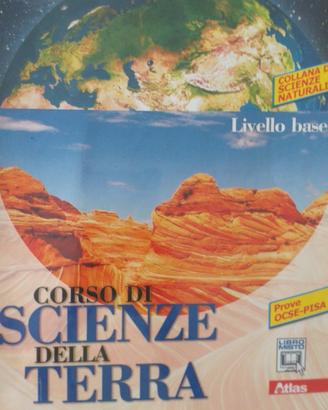 COLLANA DI
SCIENZE
NATURALI
Livello base
CORSO DI
SCIENZE
DELLA
TERRA
Prove
OCSE-PISA
LIBRO
MISTO
Atlas